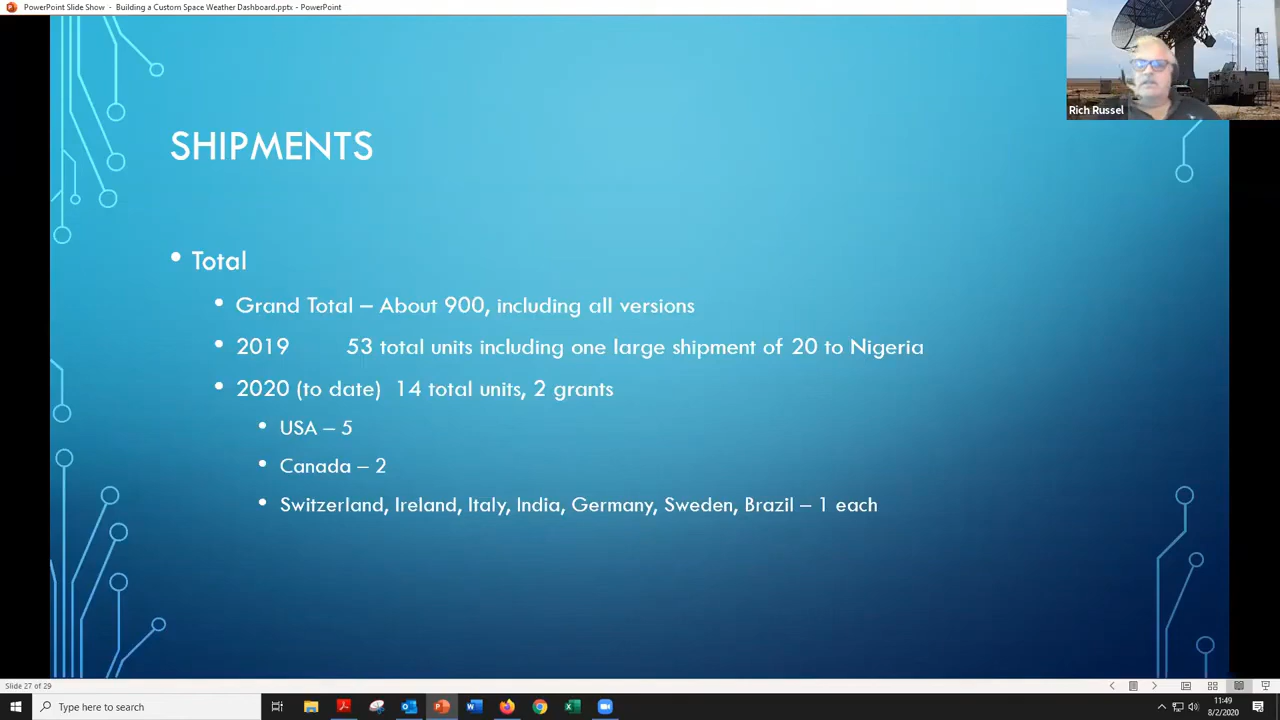 PowerPoint Slide Show - Building a Custom Space Weather Dashboard.pptx - PowerPoint
Rich Russel
SHIPMENTS
• Total
• Grand Total – About 900, including all versions
• 2019 53 total units including one large shipment of 20 to Nigeria
• 2020 (to date) 14 total units, 2 grants
• USA – 5
• Canada – 2
• Switzerland, Ireland, Italy, India, Germany, Sweden, Brazil – 1 each
Slide 27 of 29
Type here to search
11:49
8/2/2020